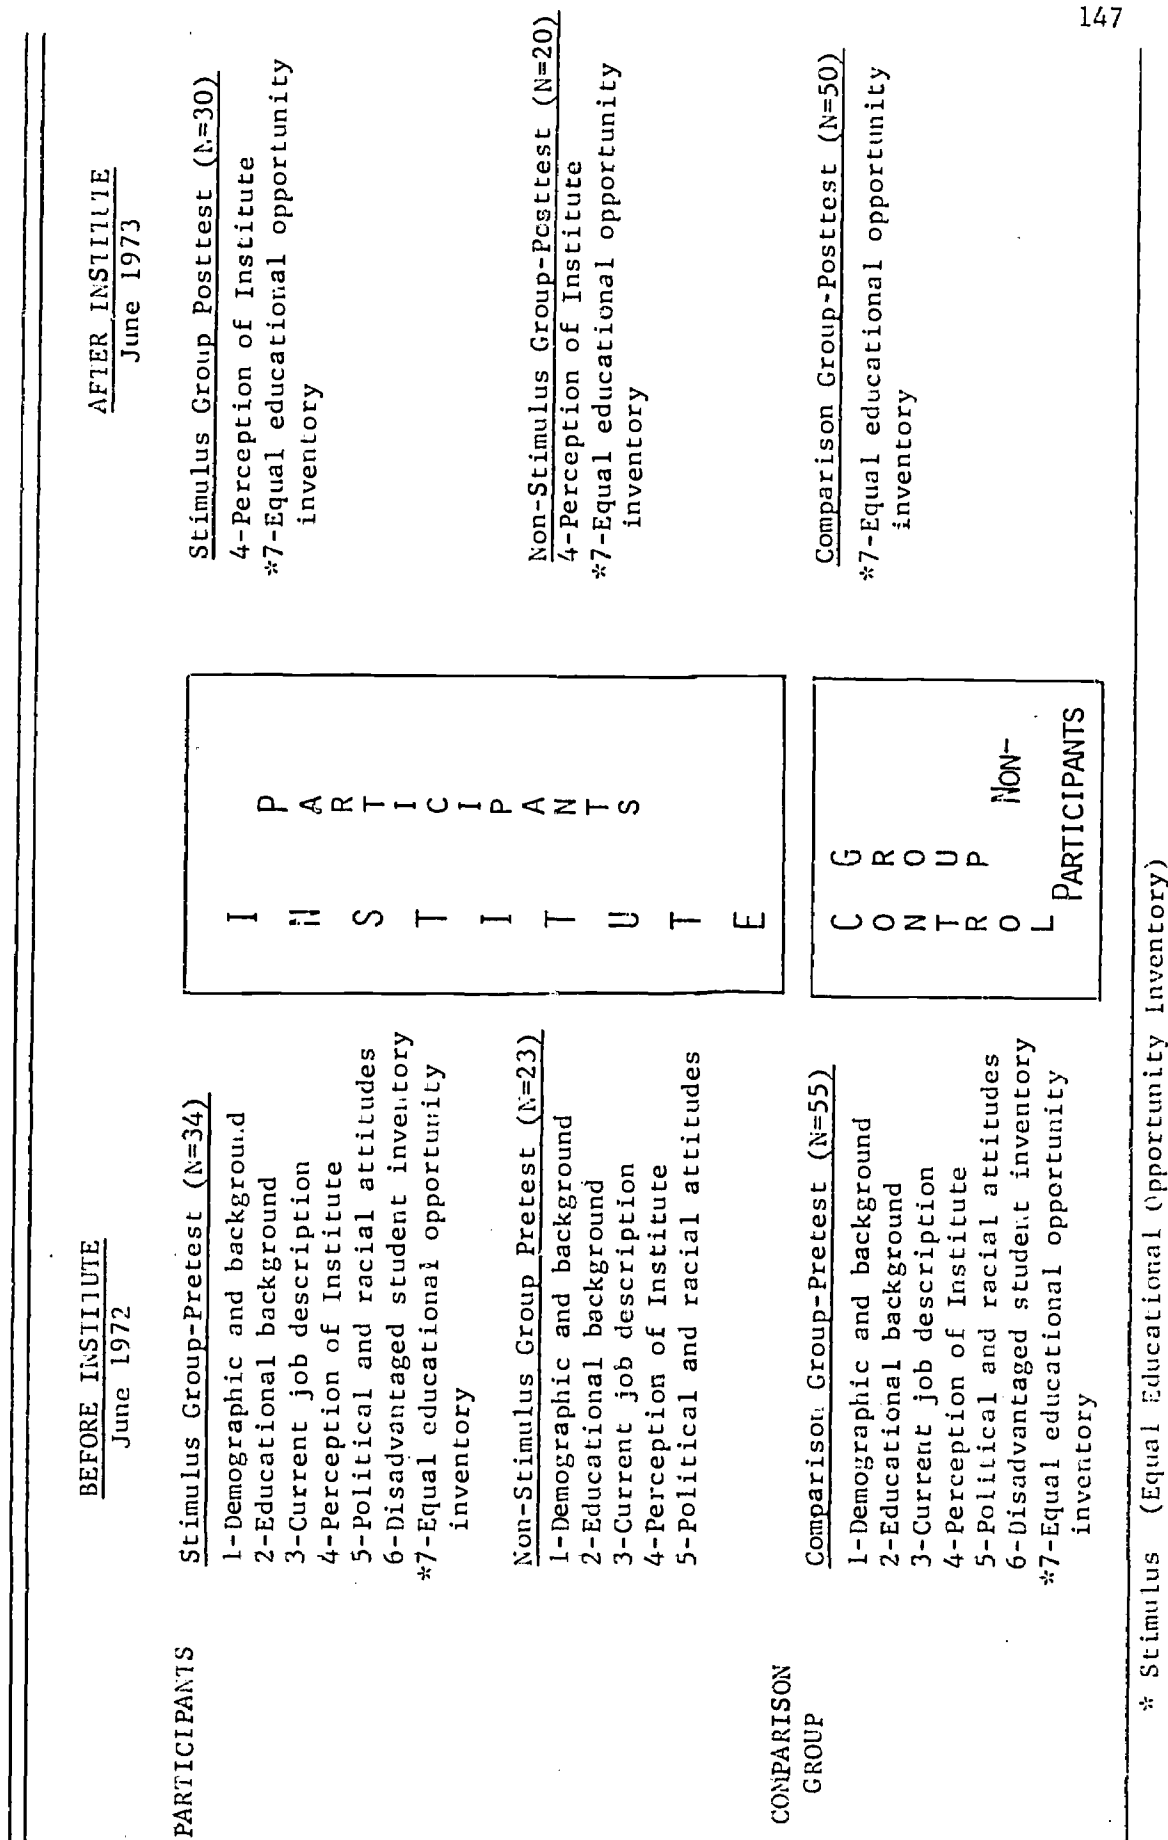 147
BEFORE INSTITUTE
June 1972
AFTER INSTITUTE
June 1973
PARTICIPANTS
Stimulus Group-Pretest (N=34)
1-Demographic and background
2-Educational background
3-Current job description
4-Perception of Institute
5-Political and racial attitudes
6-Disadvantaged student inventory
*7-Equal educational opportunity
inventory
Non-Stimulus Group Pretest (N=23)
1-Demographic and background
2-Educational background
3-Current job description
4-Perception of Institute
5-Political and racial attitudes
INSTITUTE
PARTICIPANTS
Stimulus Group Posttest (N=30)
4-Perception of Institute
*7-Equal educational opportunity
inventory
Non-Stimulus Group-Posttest (N=20)
4-Perception of Institute
*7-Equal educational opportunity
inventory
COMPARISON
GROUP
Comparison Group-Pretest (N=55)
1-Demographic and background
2-Educational background
3-Current job description
4-Perception of Institute
5-Political and racial attitudes
6-Disadvantaged student inventory
*7-Equal educational opportunity
inventory
CONTROL
GROUP
NON-
PARTICIPANTS
Comparison Group-Posttest (N=50)
*7-Equal educational opportunity
inventory
* Stimulus (Equal Educational Opportunity Inventory)